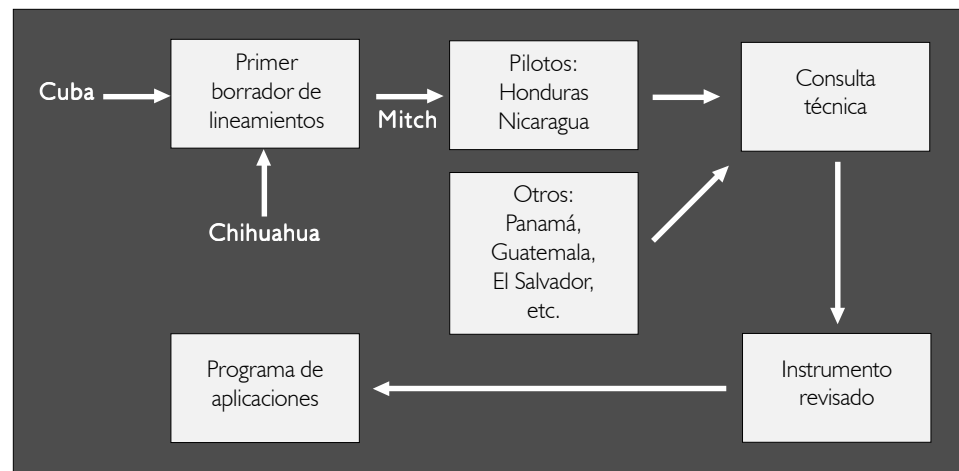 Cuba
Primer
borrador de
lineamientos
Mitch
Pilotos:
Honduras
Nicaragua
Consulta
técnica
Chihuahua
Otros:
Panamá,
Guatemala,
El Salvador,
etc.
Programa de
aplicaciones
Instrumento
revisado